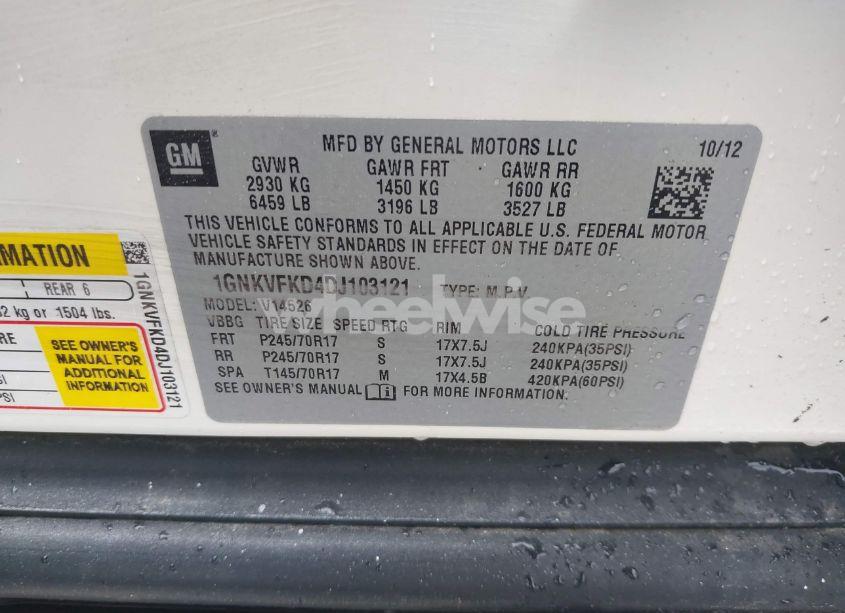 GM
MFD BY GENERAL MOTORS LLC 10/12
GVWR GAWR FRT GAWR RR
2930 KG 1450 KG 1600 KG
6459 LB 3196 LB 3527 LB
THIS VEHICLE CONFORMS TO ALL APPLICABLE U.S. FEDERAL MOTOR
VEHICLE SAFETY STANDARDS IN EFFECT ON THE DATE OF
MANUFACTURE SHOWN ABOVE.
1GNKVFKD4DJ103121 TYPE: M.P.V.
MODEL: V14526
VBBG TIRE SIZE SPEED RTG RIM COLD TIRE PRESSURE
FRT P245/70R17 S 17X7.5J 240KPA(35PSI)
RR P245/70R17 S 17X7.5J 240KPA(35PSI)
SPA T145/70R17 M 17X4.5B 420KPA(60PSI)
SEE OWNER'S MANUAL FOR MORE INFORMATION.
wheelwise
REAR 6
kg or 1504 lbs.
SEE OWNER'S
MANUAL FOR
ADDITIONAL
INFORMATION
1GNKVFKD4DJ103121